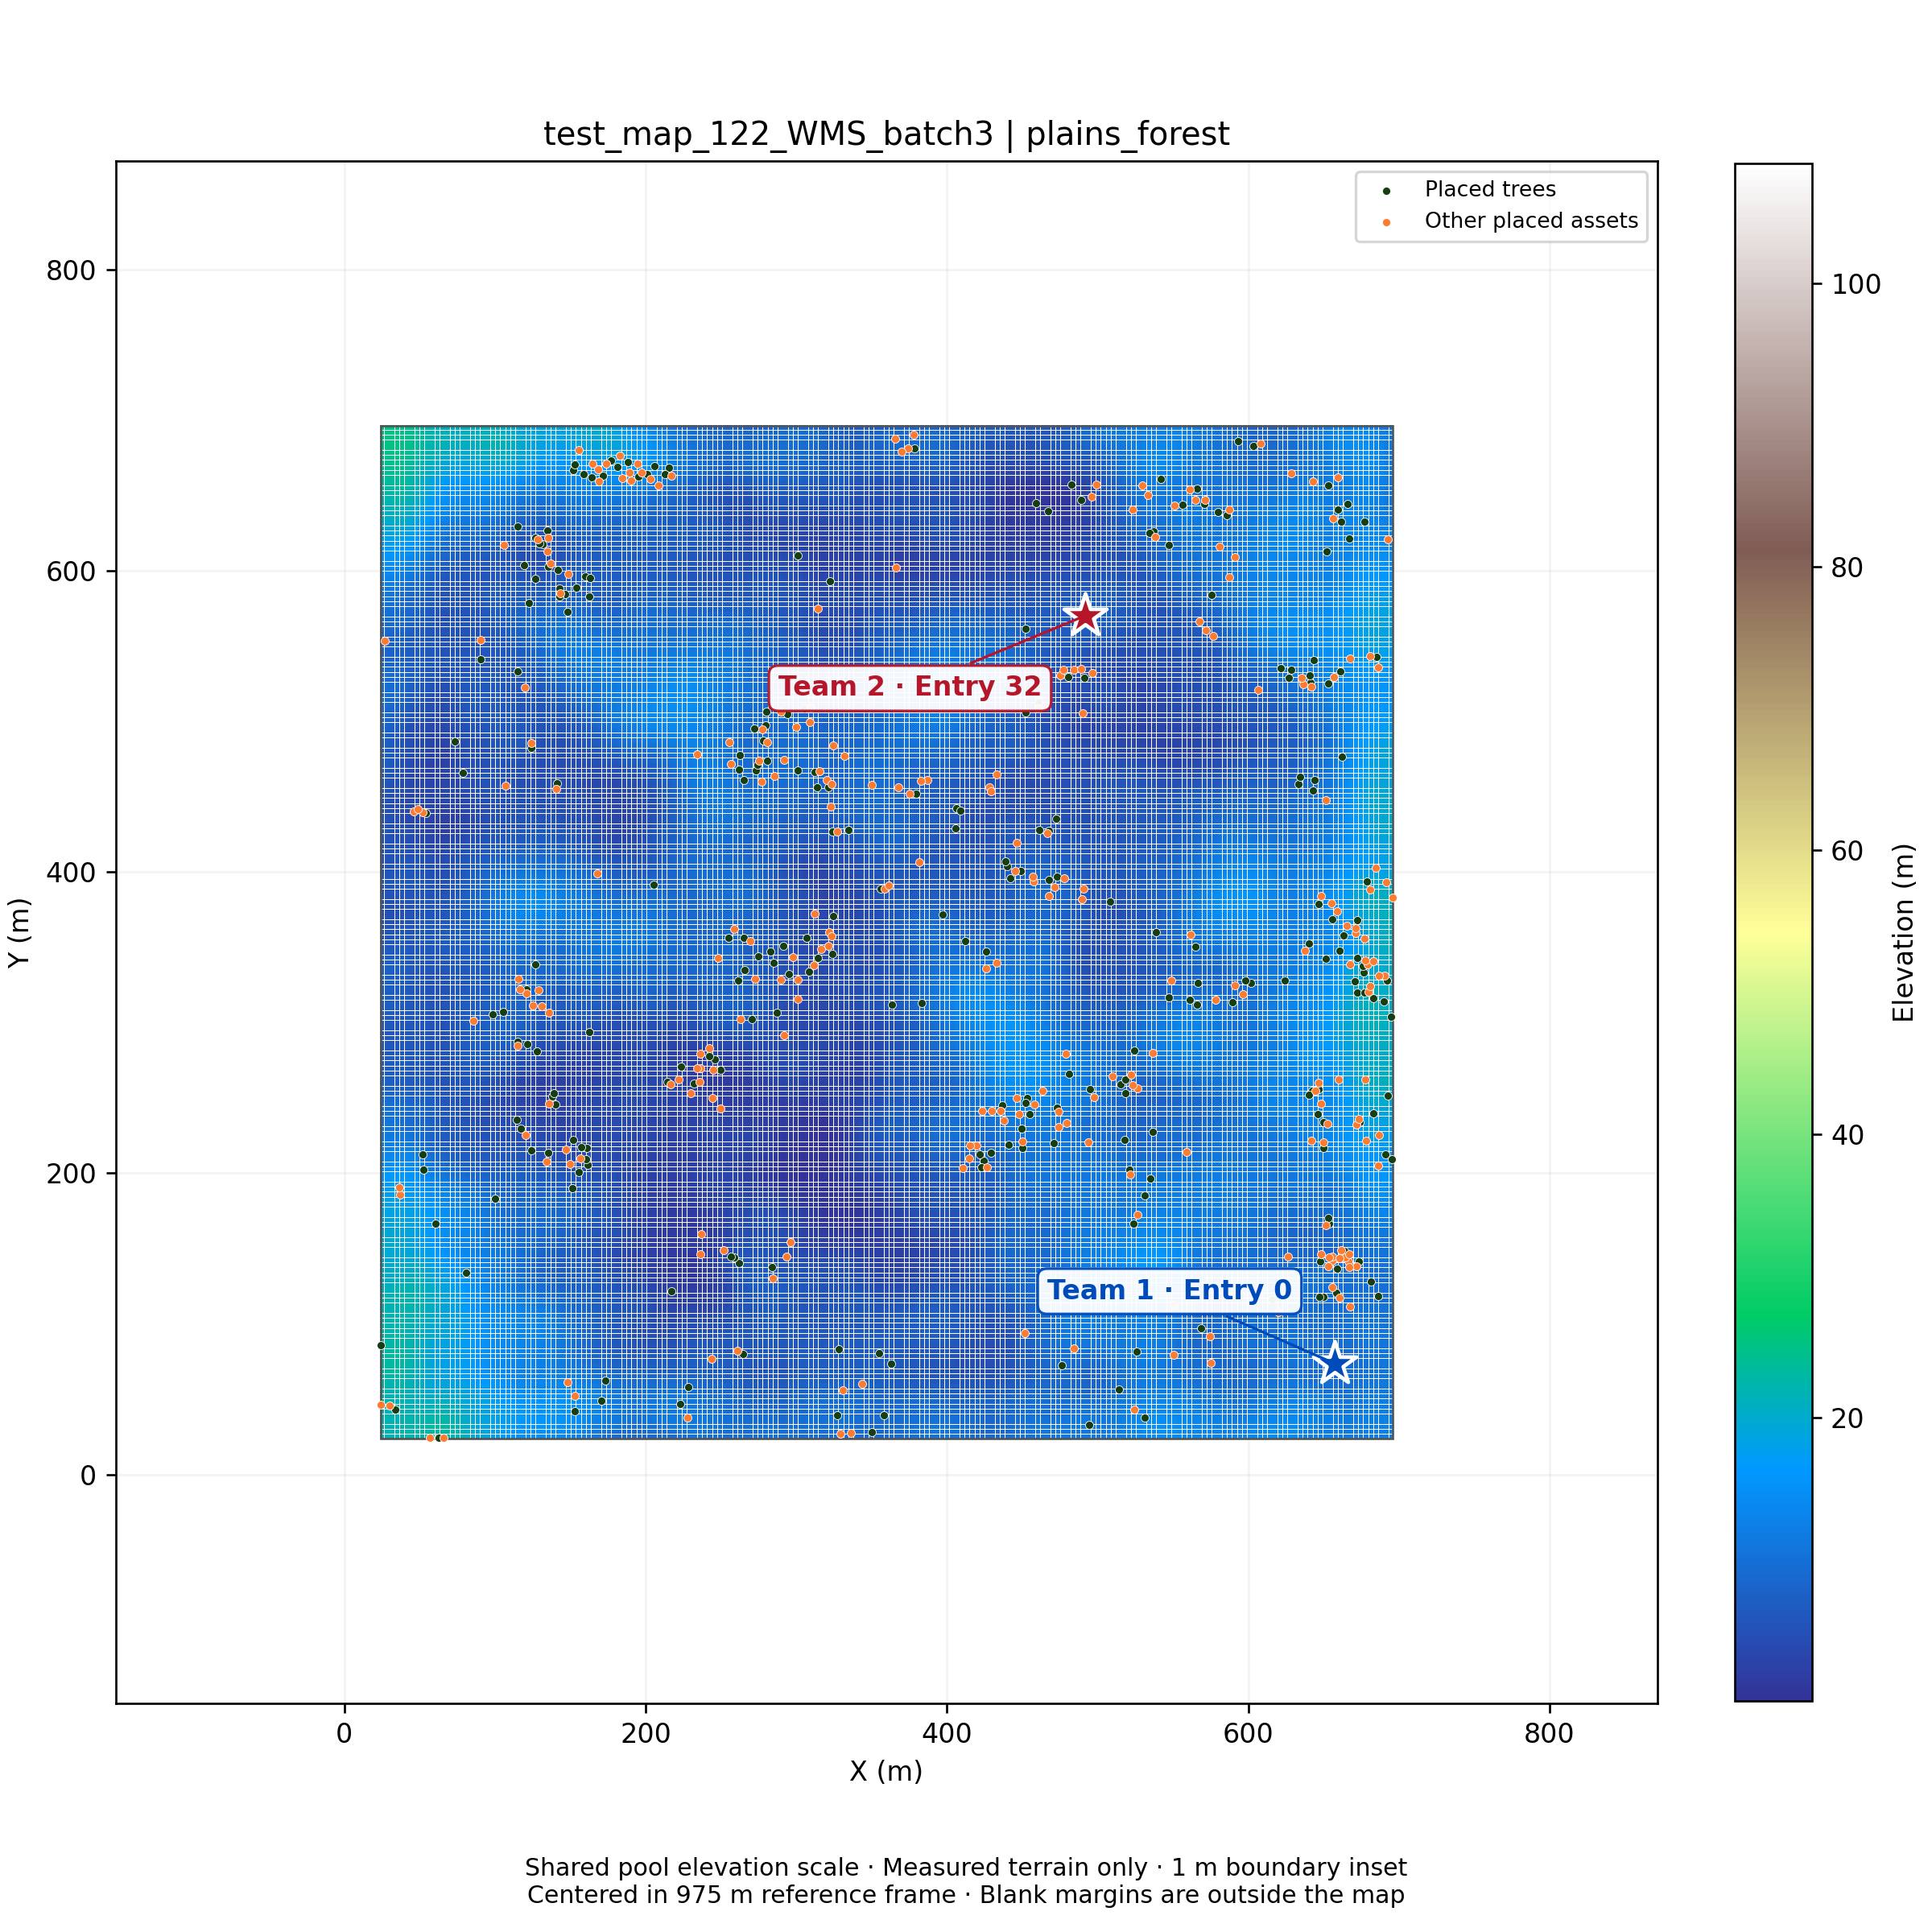 test_map_122_WMS_batch3 | plains_forest
Placed trees
Other placed assets
Team 2 · Entry 32
Team 1 · Entry 0
800
600
400
200
0
Y (m)
0
200
400
600
800
X (m)
100
80
60
40
20
Elevation (m)
Shared pool elevation scale · Measured terrain only · 1 m boundary inset
Centered in 975 m reference frame · Blank margins are outside the map